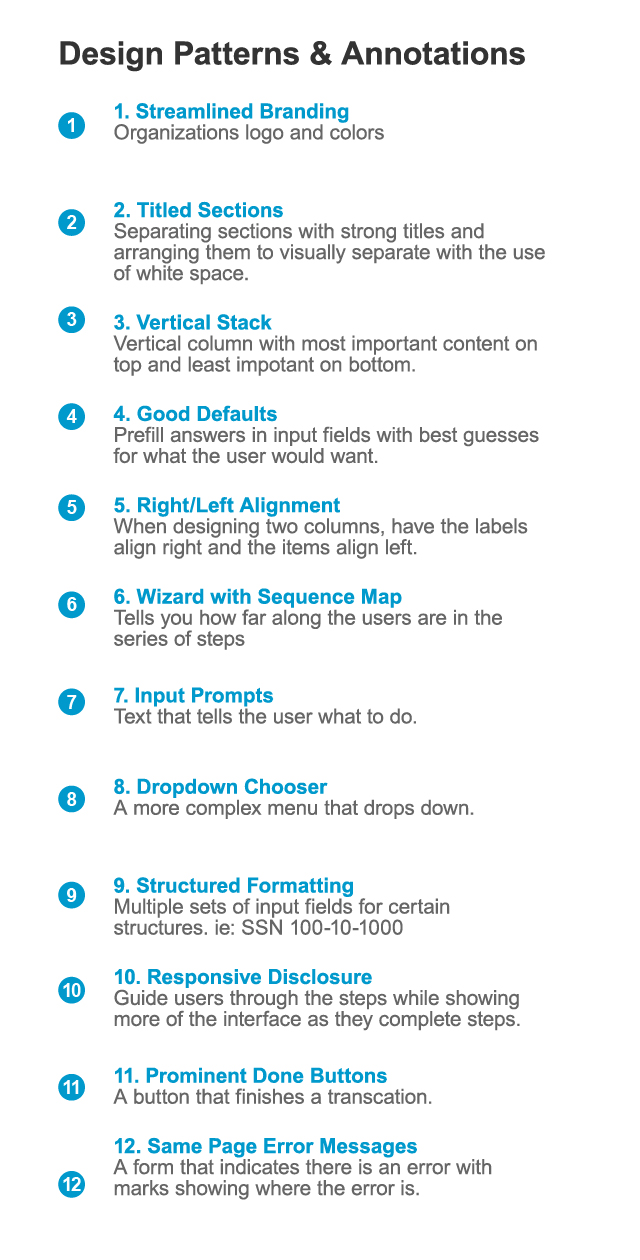 Design Patterns & Annotations
1
1. Streamlined Branding
Organizations logo and colors
2
2. Titled Sections
Separating sections with strong titles and
arranging them to visually separate with the use
of white space.
3
3. Vertical Stack
Vertical column with most important content on
top and least impotant on bottom.
4
4. Good Defaults
Prefill answers in input fields with best guesses
for what the user would want.
5
5. Right/Left Alignment
When designing two columns, have the labels
align right and the items align left.
6
6. Wizard with Sequence Map
Tells you how far along the users are in the
series of steps
7
7. Input Prompts
Text that tells the user what to do.
8
8. Dropdown Chooser
A more complex menu that drops down.
9
9. Structured Formatting
Multiple sets of input fields for certain
structures. ie: SSN 100-10-1000
10
10. Responsive Disclosure
Guide users through the steps while showing
more of the interface as they complete steps.
11
11. Prominent Done Buttons
A button that finishes a transcation.
12
12. Same Page Error Messages
A form that indicates there is an error with
marks showing where the error is.